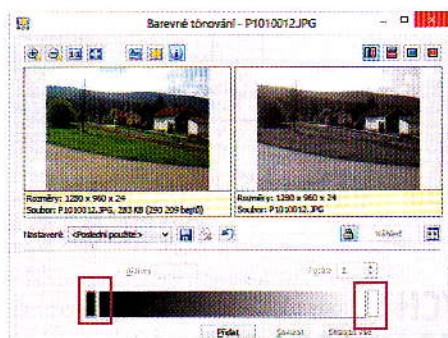 Barevné tónování - P1010012.JPG
Rozměry: 1280 x 960 x 24
Soubor: P1010012.JPG, 283 KB (290 209 bajtů)
Rozměry: 1280 x 960 x 24
Soubor: P1010012.JPG
Nastavení: <Poslední použité>
Náhled
Přidat